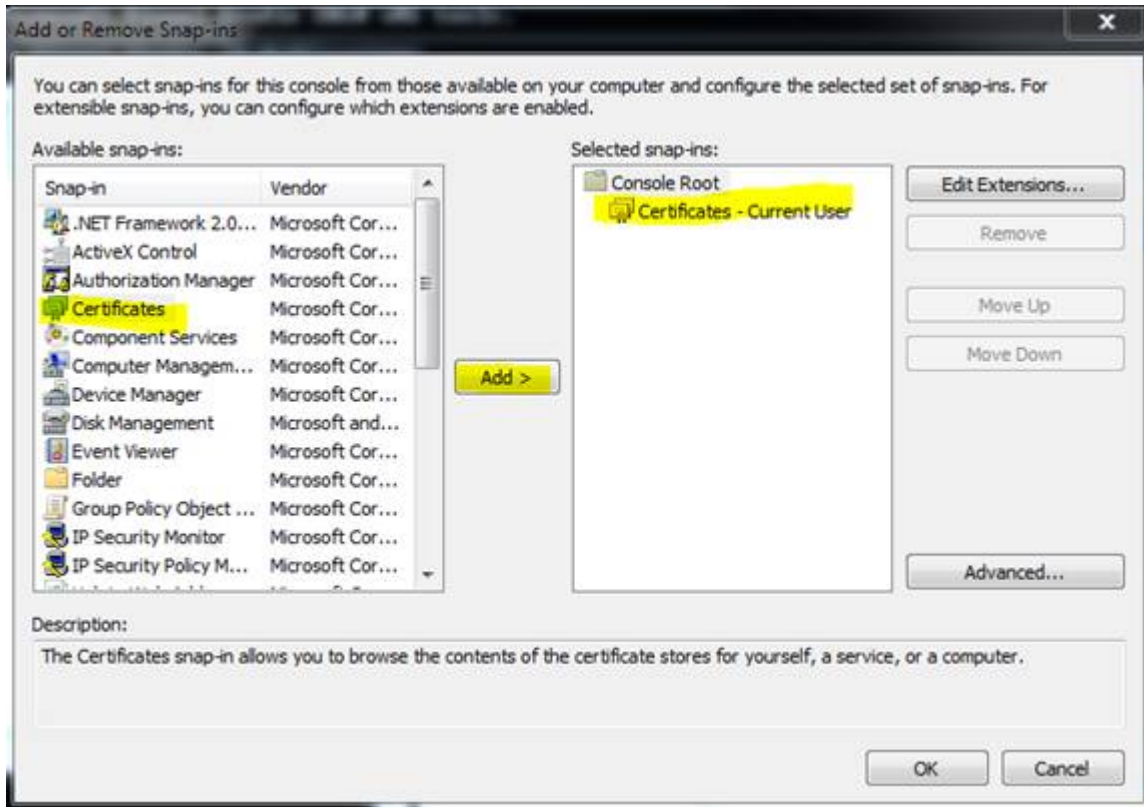 Add or Remove Snap-ins
X
You can select snap-ins for this console from those available on your computer and configure the selected set of snap-ins. For
extensible snap-ins, you can configure which extensions are enabled.
Available snap-ins:
Snap-in Vendor
.NET Framework 2.0... Microsoft Cor...
ActiveX Control Microsoft Cor...
Authorization Manager Microsoft Cor...
Certificates Microsoft Cor...
Component Services Microsoft Cor...
Computer Managem... Microsoft Cor...
Device Manager Microsoft Cor...
Disk Management Microsoft and...
Event Viewer Microsoft Cor...
Folder Microsoft Cor...
Group Policy Object ... Microsoft Cor...
IP Security Monitor Microsoft Cor...
IP Security Policy M... Microsoft Cor...
Add >
Selected snap-ins:
Console Root
Certificates - Current User
Edit Extensions...
Remove
Move Up
Move Down
Advanced...
Description:
The Certificates snap-in allows you to browse the contents of the certificate stores for yourself, a service, or a computer.
OK
Cancel